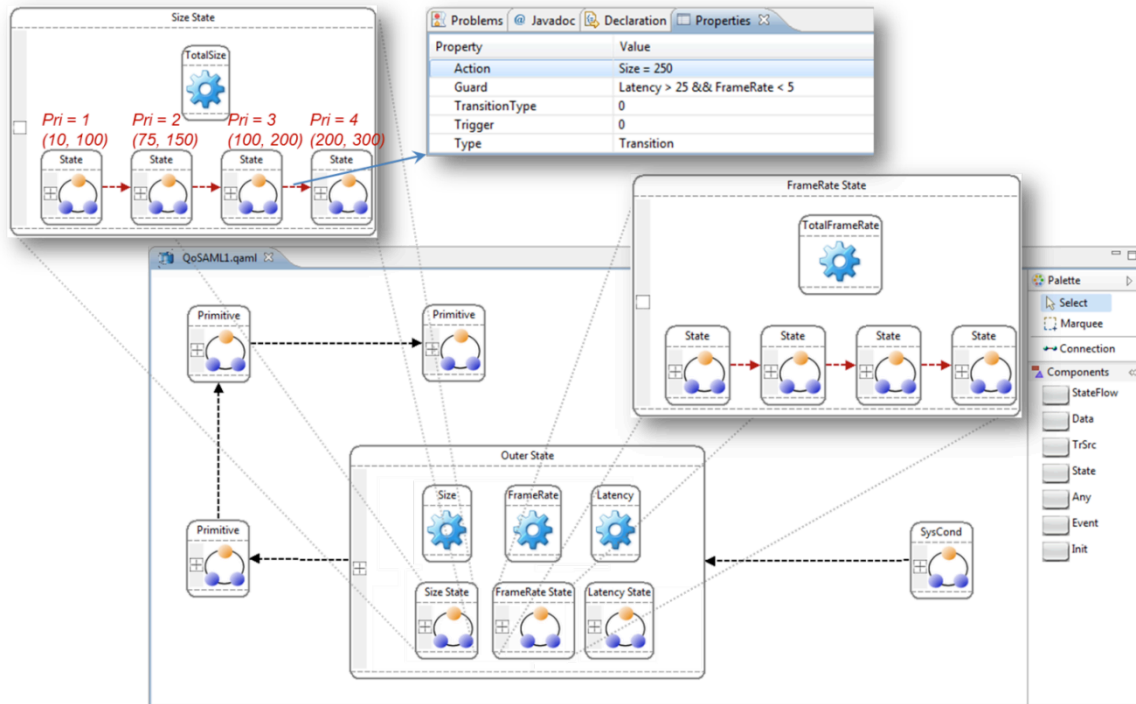 Size State
TotalSize
Pri = 1 Pri = 2 Pri = 3 Pri = 4
(10, 100) (75, 150) (100, 200) (200, 300)
State State State State
Problems @ Javadoc Declaration Properties
Property Value
Action Size = 250
Guard Latency > 25 && FrameRate < 5
TransitionType 0
Trigger 0
Type Transition
FrameRate State
TotalFrameRate
State State State State
QoSAML1.qaml
Primitive Primitive
Outer State
Size FrameRate Latency
Primitive
SysCond
Size State FrameRate State Latency State
Palette
Select
Marquee
Connection
Components
StateFlow
Data
TrSrc
State
Any
Event
Init